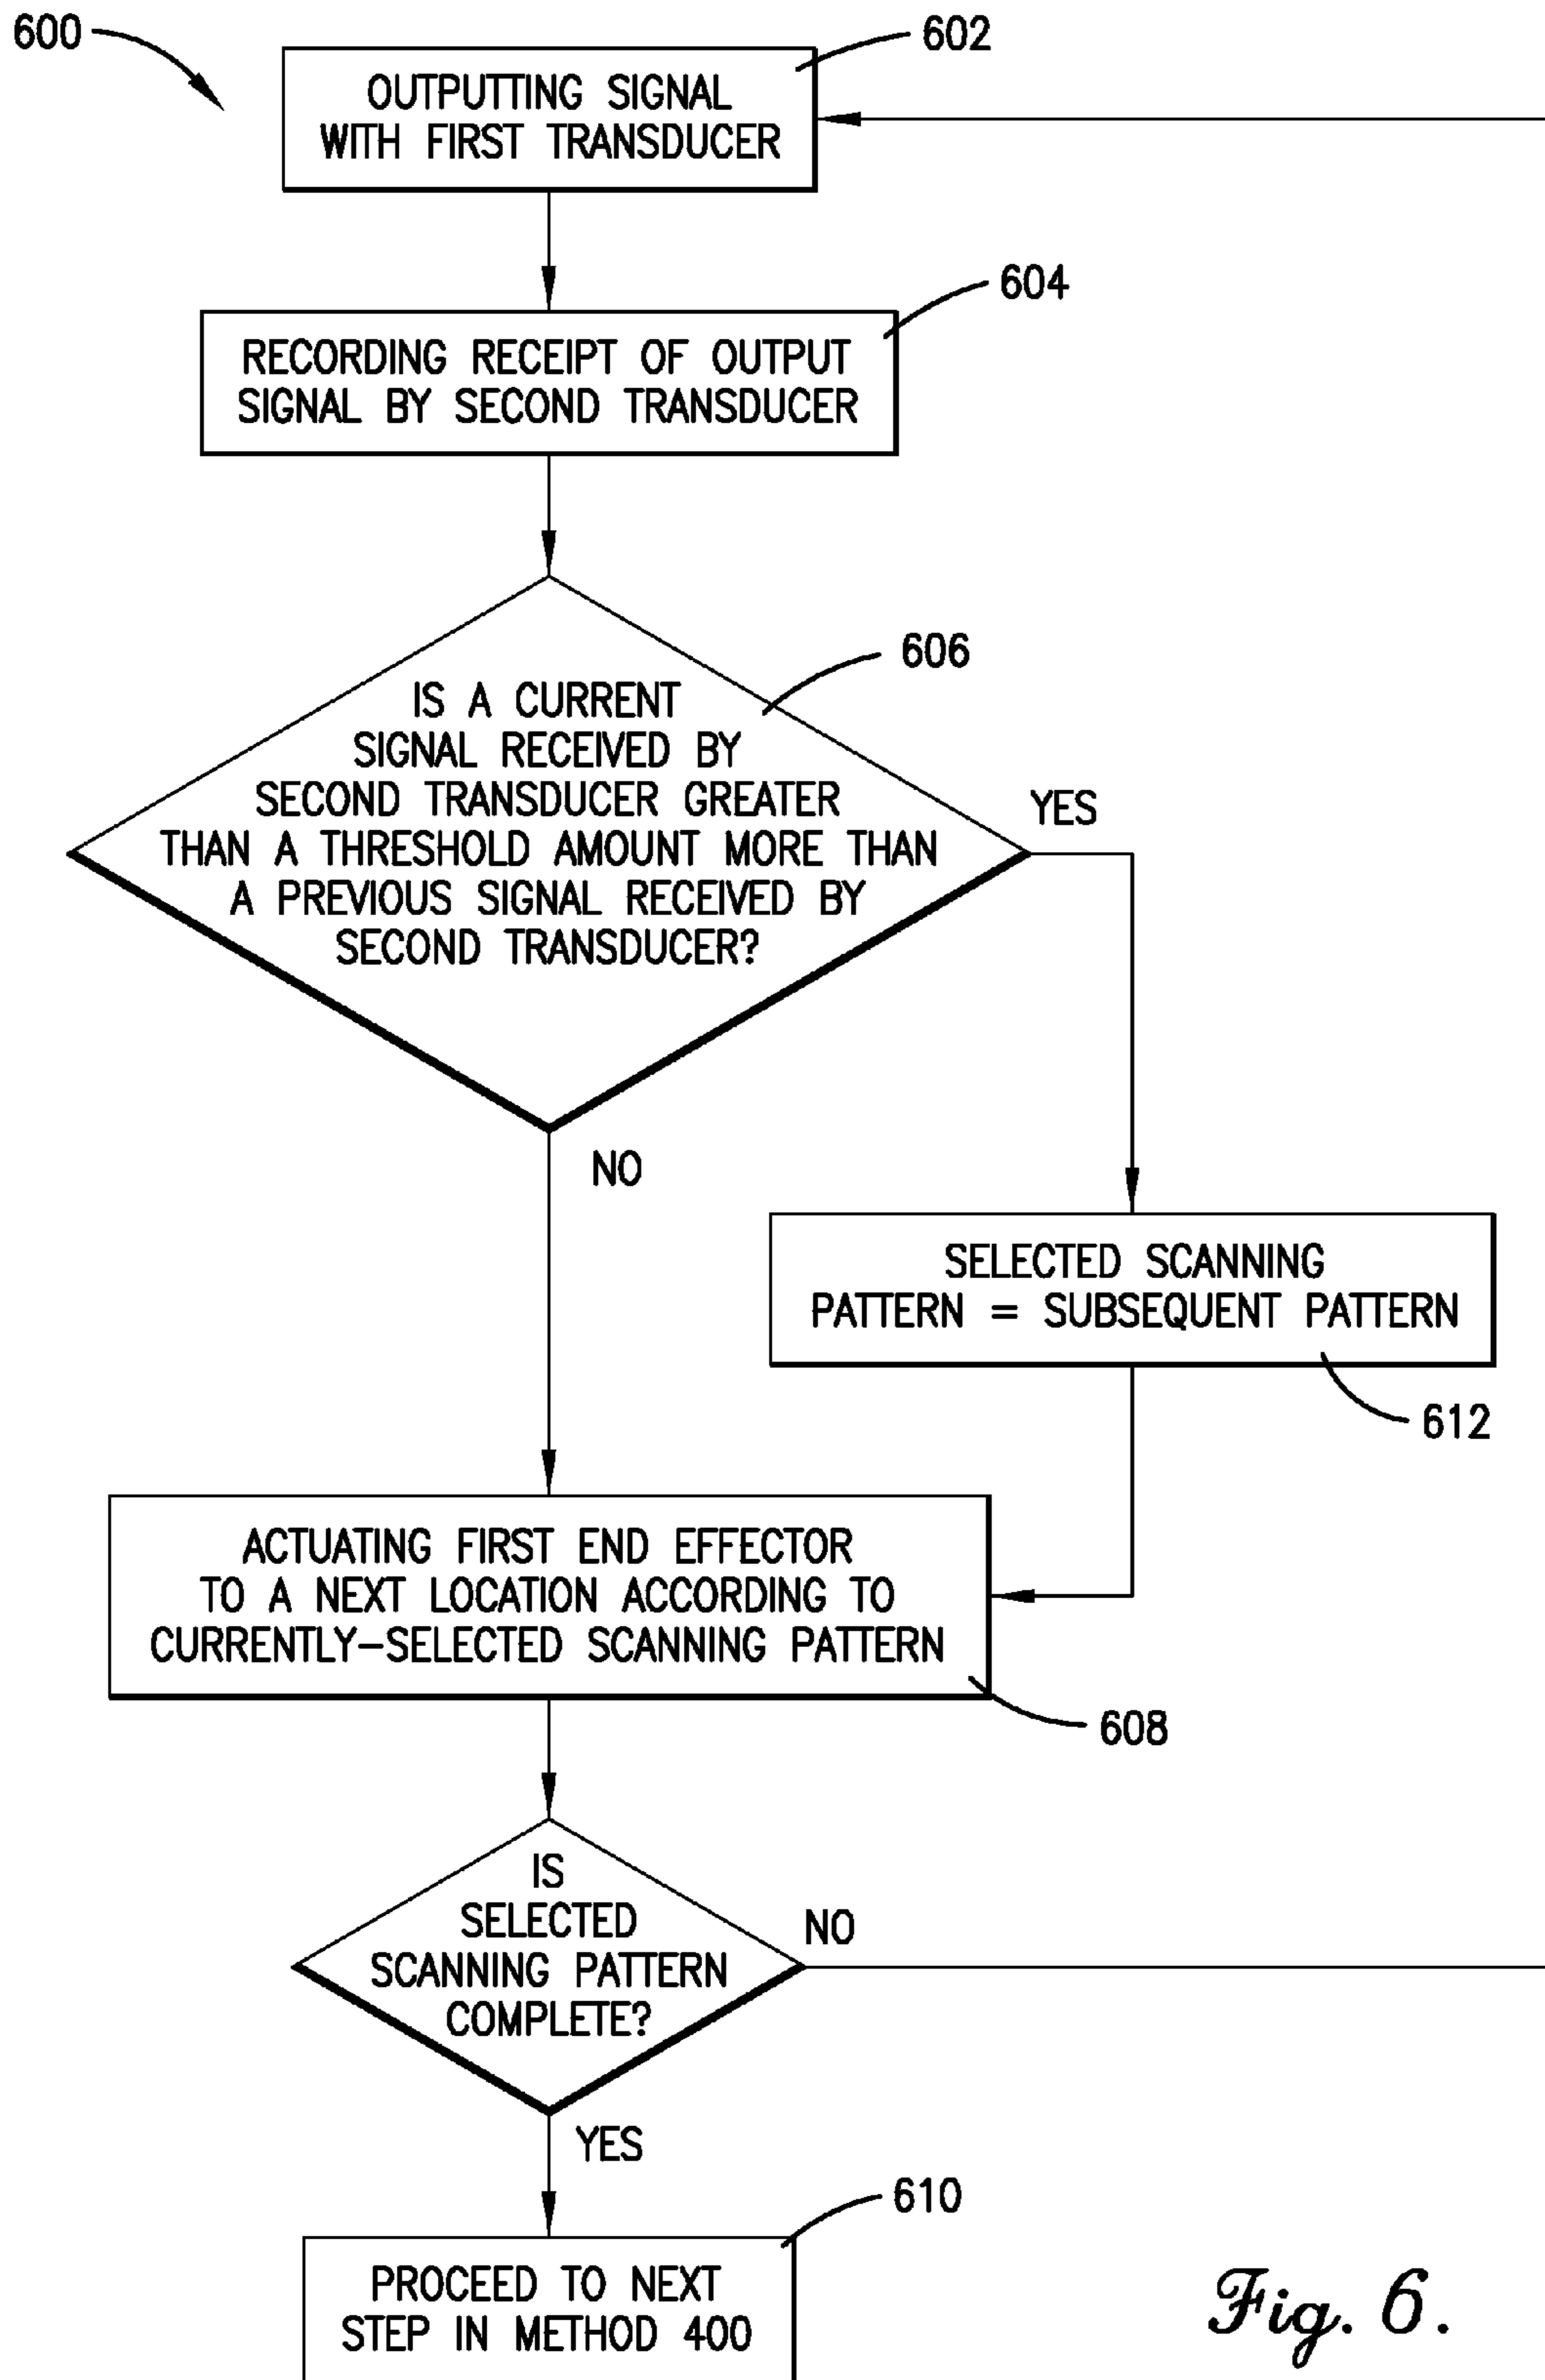 600
602
OUTPUTTING SIGNAL
WITH FIRST TRANSDUCER
604
RECORDING RECEIPT OF OUTPUT
SIGNAL BY SECOND TRANSDUCER
606
IS A CURRENT
SIGNAL RECEIVED BY
SECOND TRANSDUCER GREATER
THAN A THRESHOLD AMOUNT MORE THAN
A PREVIOUS SIGNAL RECEIVED BY
SECOND TRANSDUCER?
YES
NO
SELECTED SCANNING
PATTERN = SUBSEQUENT PATTERN
612
ACTUATING FIRST END EFFECTOR
TO A NEXT LOCATION ACCORDING TO
CURRENTLY-SELECTED SCANNING PATTERN
608
IS
SELECTED
SCANNING PATTERN
COMPLETE?
NO
YES
610
PROCEED TO NEXT
STEP IN METHOD 400
Fig. 6.